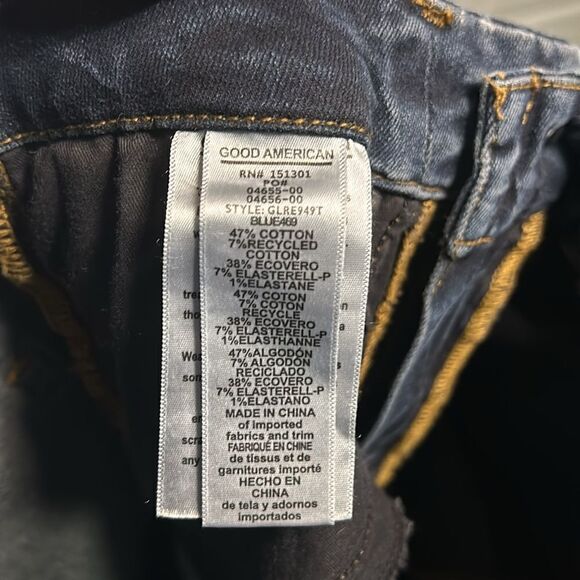 GOOD AMERICAN
RN# 151301
PO#
04655-00
04656-00
STYLE: GLRE949T
BLUE469
47% COTTON
7%RECYCLED
COTTON
38% ECOVERO
7% ELASTERELL-P
1%ELASTANE
47% COTON
7% COTON
RECYCLE
38% ECOVERO
7% ELASTERELL-P
1%ELASTHANNE
47%ALGODÓN
7% ALGODÓN
RECICLADO
38% ECOVERO
7% ELASTERELL-P
1%ELASTANO
MADE IN CHINA
of imported
fabrics and trim
FABRIQUÉ EN CHINE
de tissus et de
garnitures importé
HECHO EN
CHINA
de tela y adornos
importados